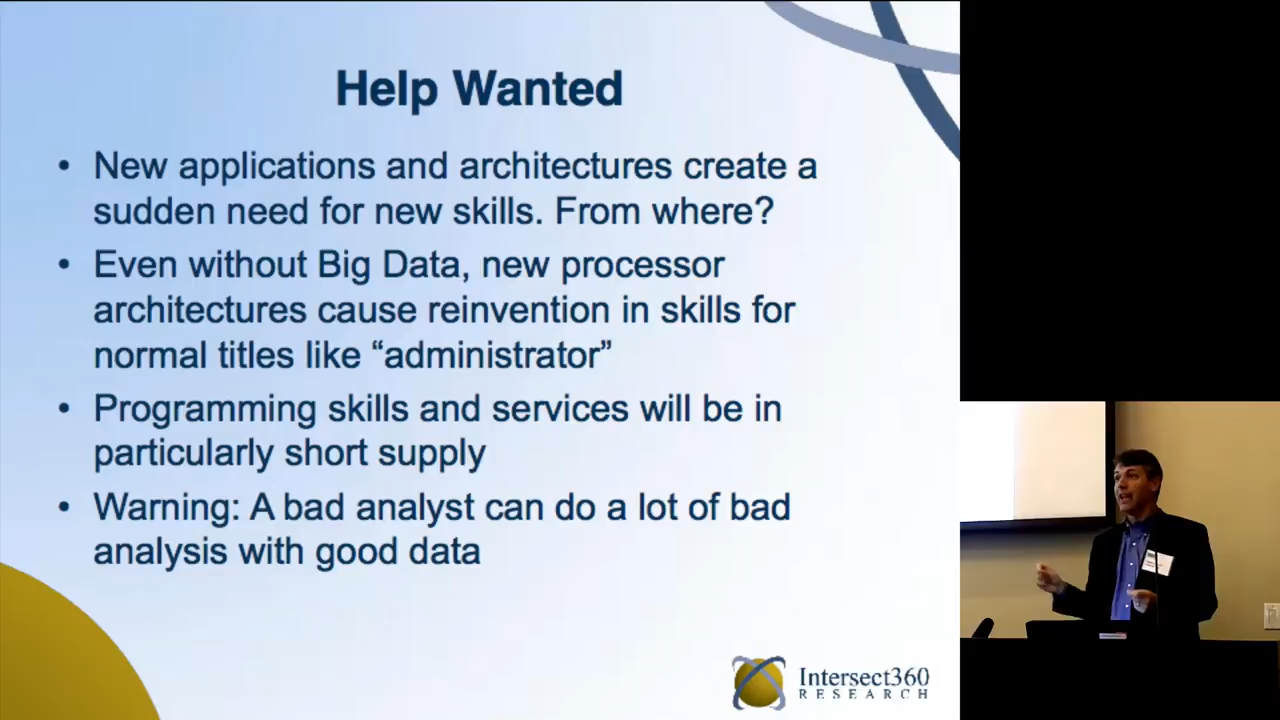 Help Wanted
• New applications and architectures create a
sudden need for new skills. From where?
• Even without Big Data, new processor
architectures cause reinvention in skills for
normal titles like “administrator”
• Programming skills and services will be in
particularly short supply
• Warning: A bad analyst can do a lot of bad
analysis with good data
Intersect360
RESEARCH